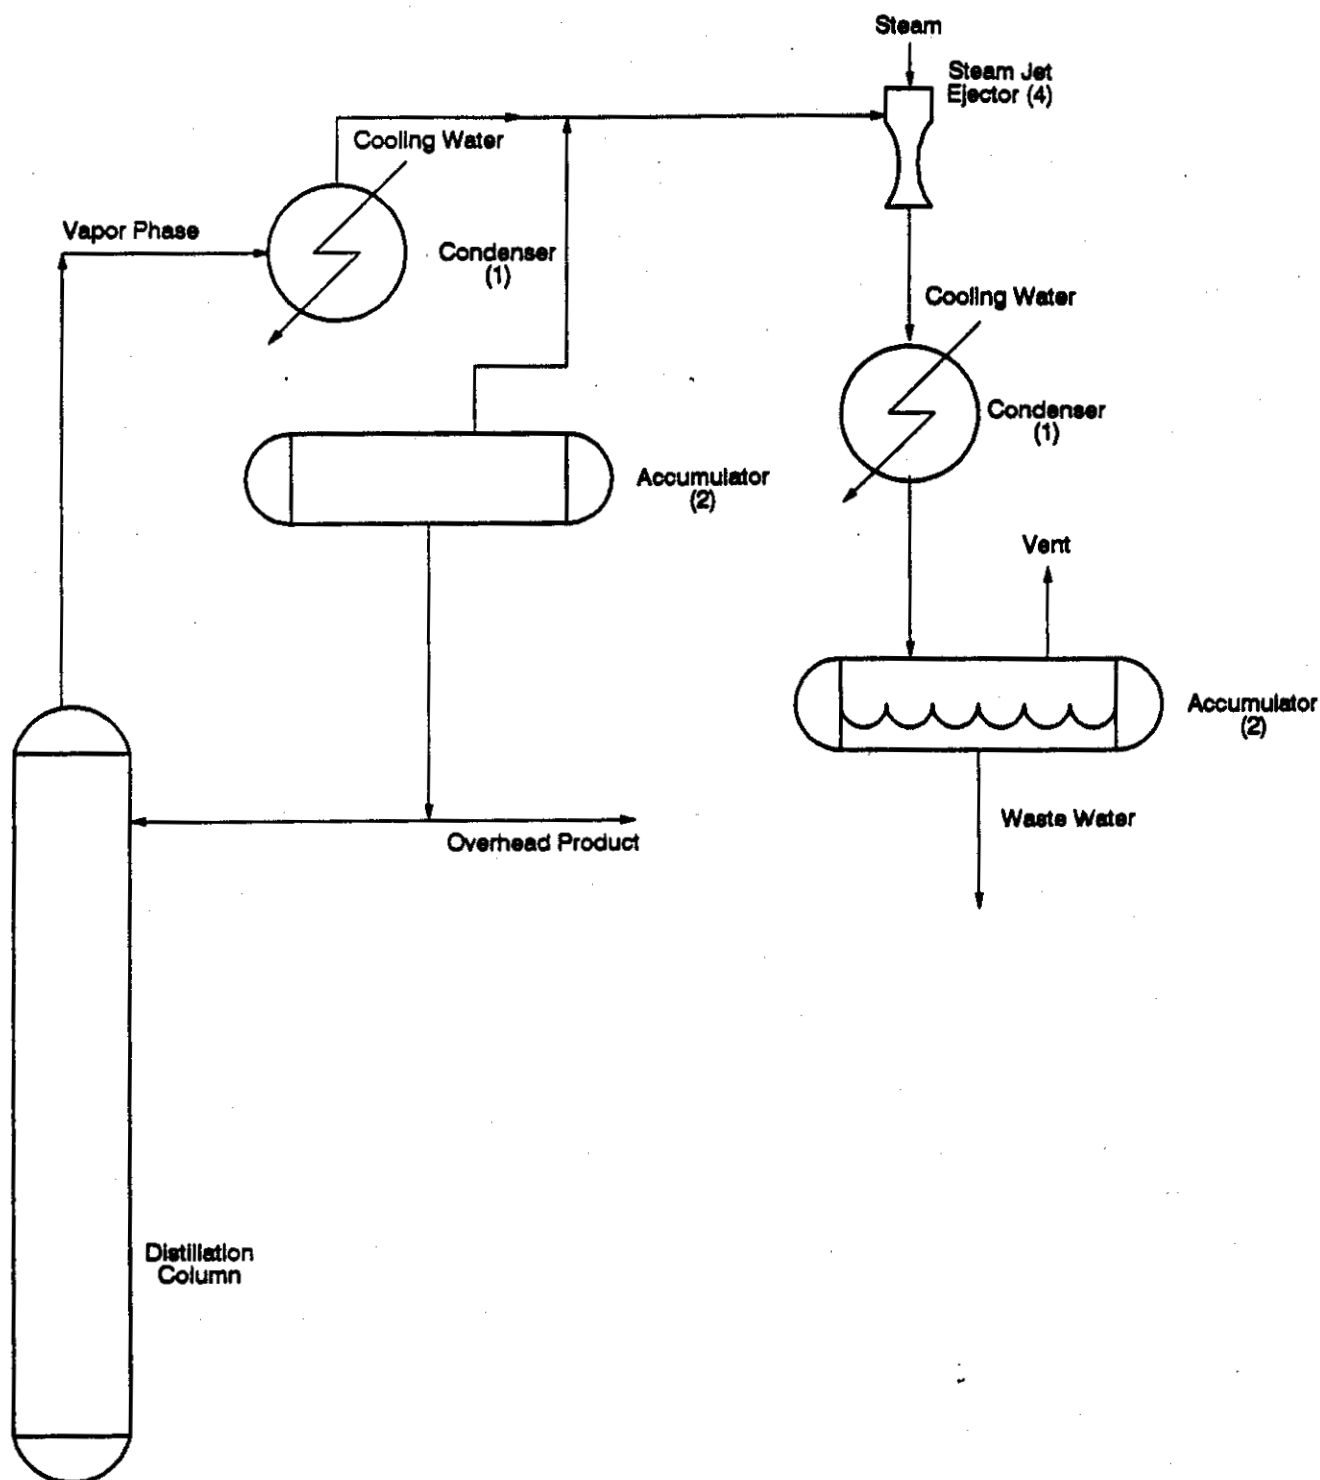 Steam
Steam Jet
Ejector (4)
Cooling Water
Vapor Phase
Condenser
(1)
Cooling Water
Condenser
(1)
Accumulator
(2)
Vent
Accumulator
(2)
Waste Water
Overhead Product
Distillation
Column